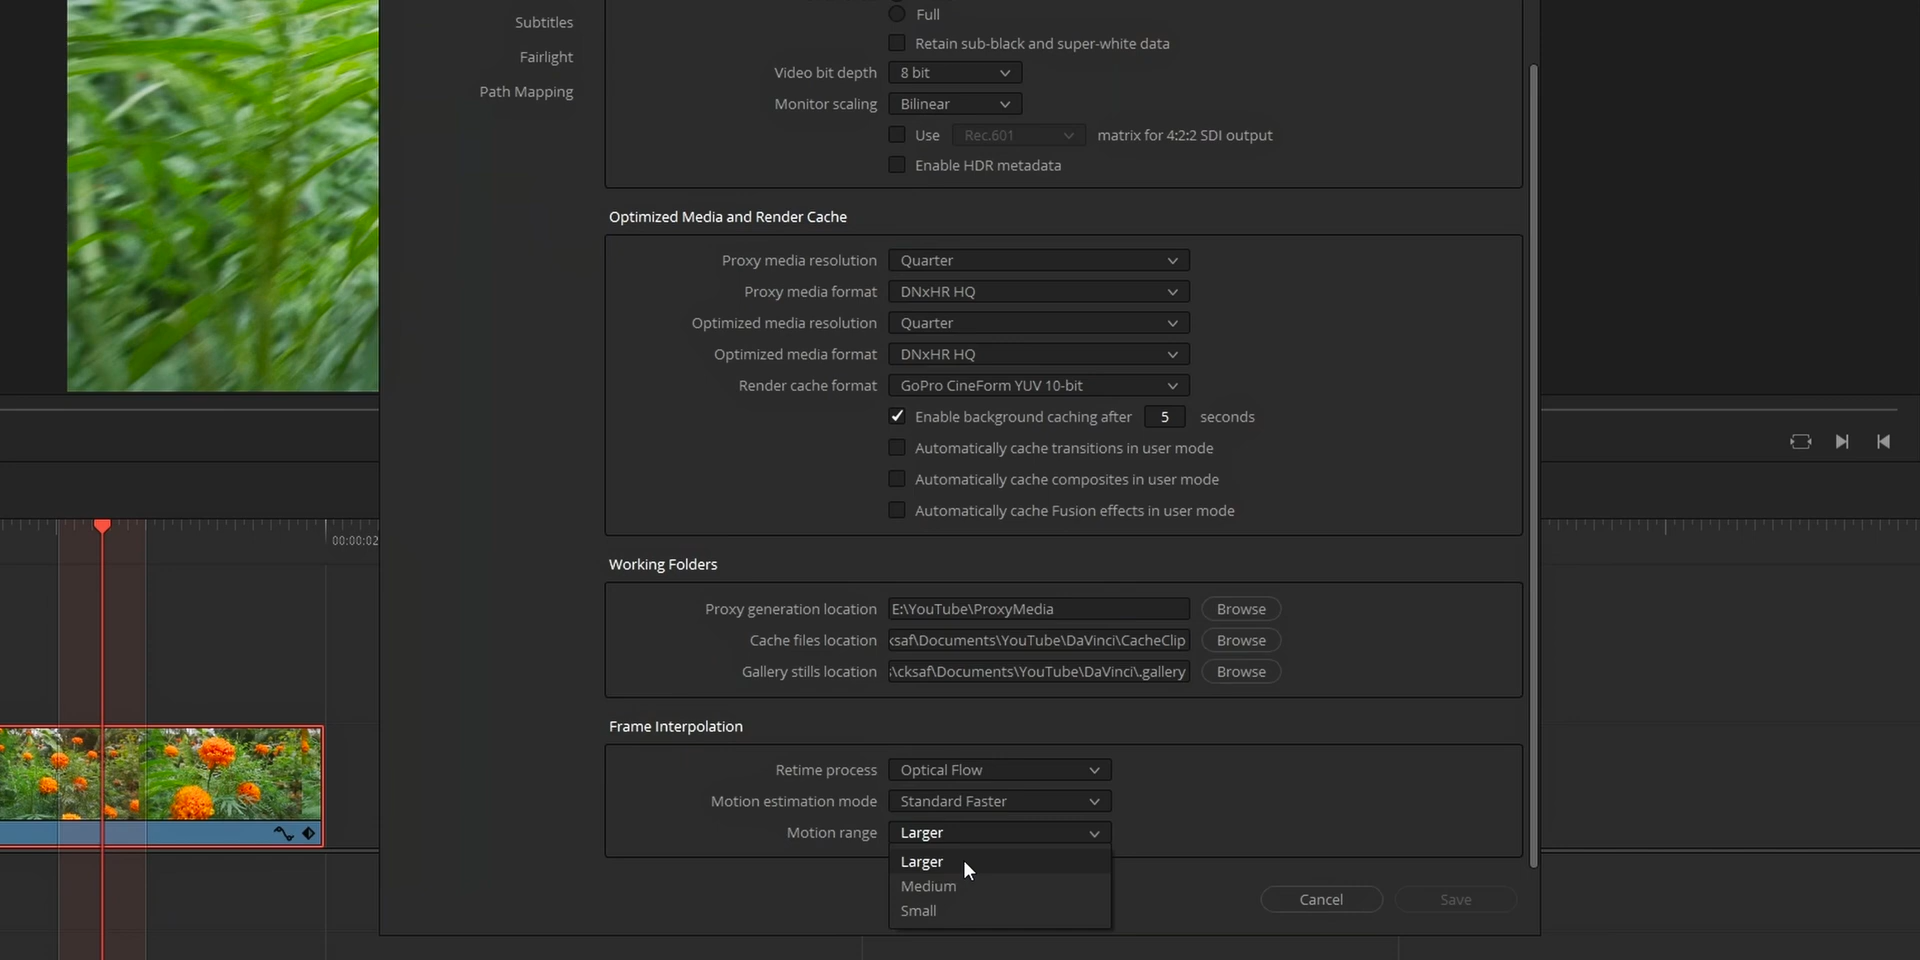 Subtitles
Full
Retain sub-black and super-white data
Fairlight
Video bit depth 8 bit
Path Mapping
Monitor scaling Bilinear
Use Rec.601 matrix for 4:2:2 SDI output
Enable HDR metadata
Optimized Media and Render Cache
Proxy media resolution Quarter
Proxy media format DNxHR HQ
Optimized media resolution Quarter
Optimized media format DNxHR HQ
Render cache format GoPro CineForm YUV 10-bit
Enable background caching after 5 seconds
Automatically cache transitions in user mode
Automatically cache composites in user mode
Automatically cache Fusion effects in user mode
00:00:02
Working Folders
Proxy generation location E:\YouTube\ProxyMedia Browse
Cache files location ksaf\Documents\YouTube\DaVinci\CacheClip Browse
Gallery stills location :\cksaf\Documents\YouTube\DaVinci\.gallery Browse
Frame Interpolation
Retime process Optical Flow
Motion estimation mode Standard Faster
Motion range Larger
Larger
Medium
Small
Cancel Save